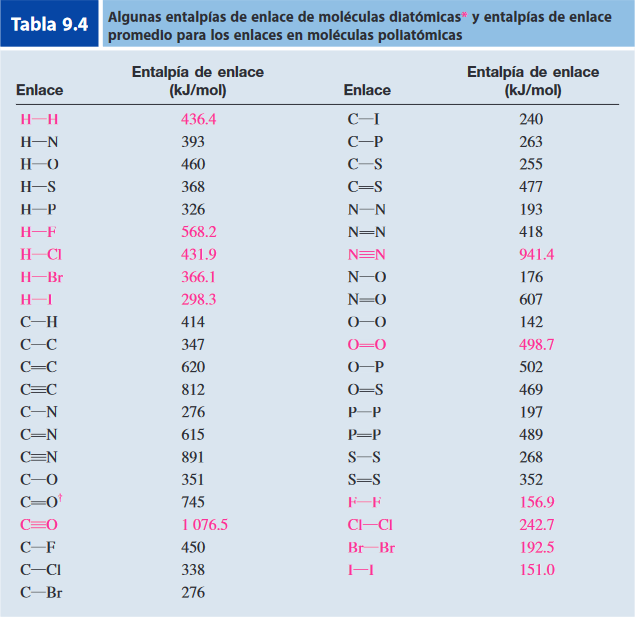 Tabla 9.4
Algunas entalpías de enlace de moléculas diatómicas* y entalpías de enlace
promedio para los enlaces en moléculas poliatómicas
Entalpía de enlace Entalpía de enlace
Enlace (kJ/mol) Enlace (kJ/mol)
H—H 436.4 C—I 240
H—N 393 C—P 263
H—O 460 C—S 255
H—S 368 C=S 477
H—P 326 N—N 193
H—F 568.2 N=N 418
H—Cl 431.9 N≡N 941.4
H—Br 366.1 N—O 176
H—I 298.3 N=O 607
C—H 414 O—O 142
C—C 347 O=O 498.7
C=C 620 O—P 502
C≡C 812 O=S 469
C—N 276 P—P 197
C=N 615 P=P 489
C≡N 891 S—S 268
C—O 351 S=S 352
C=O† 745 F—F 156.9
C≡O 1 076.5 Cl—Cl 242.7
C—F 450 Br—Br 192.5
C—Cl 338 I—I 151.0
C—Br 276